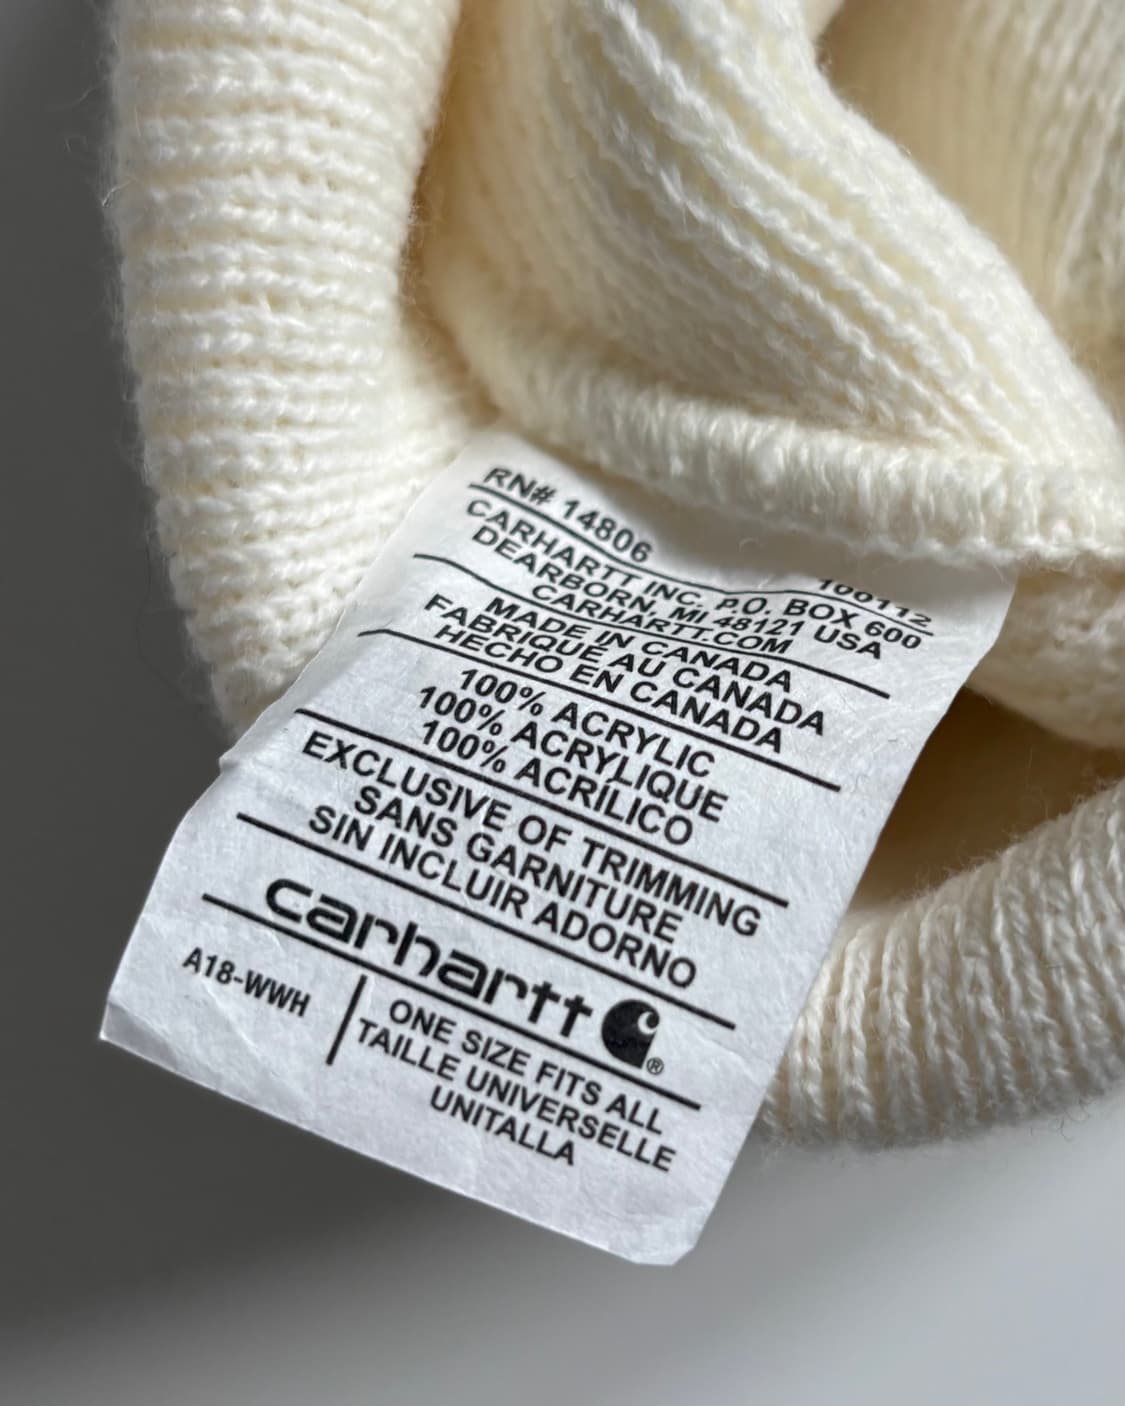 RN# 14806
100112
CARHARTT INC. P.O. BOX 600
DEARBORN, MI 48121 USA
CARHARTT.COM
MADE IN CANADA
FABRIQUÉ AU CANADA
HECHO EN CANADA
100% ACRYLIC
100% ACRYLIQUE
100% ACRÍLICO
EXCLUSIVE OF TRIMMING
SANS GARNITURE
SIN INCLUIR ADORNO
carhartt ®
A18-WWH
ONE SIZE FITS ALL
TAILLE UNIVERSELLE
UNITALLA